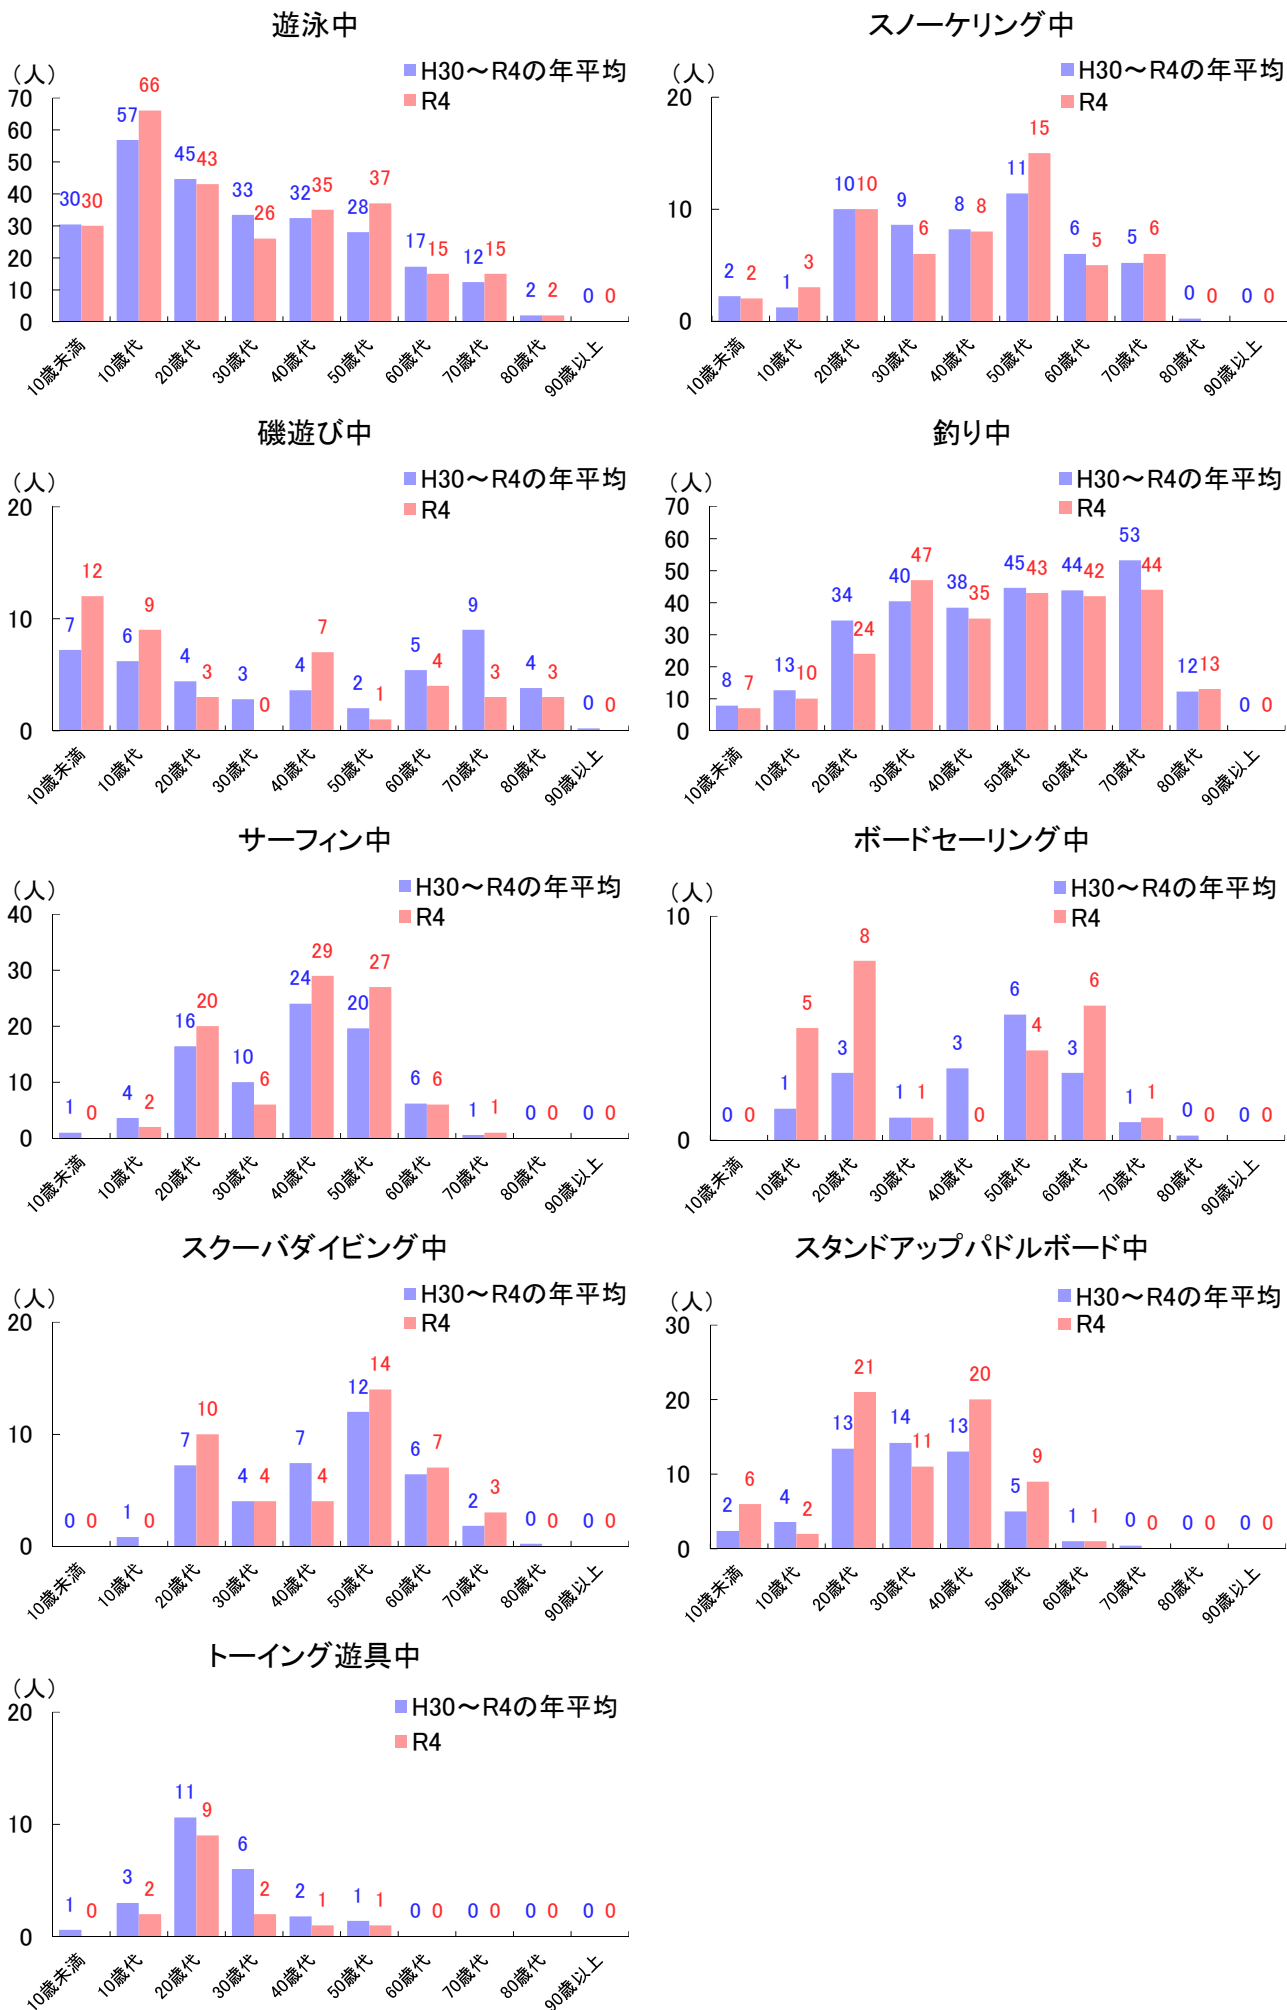 遊泳中
(人)
H30～R4の年平均
R4
70
60
50
40
30
20
10
0
30 30 57 66 45 43 33 26 32 35 28 37 17 15 12 15 2 2 0 0
10歳未満 10歳代 20歳代 30歳代 40歳代 50歳代 60歳代 70歳代 80歳代 90歳以上
スノーケリング中
(人)
H30～R4の年平均
R4
20
10
0
2 2 1 3 10 10 9 6 8 8 11 15 6 5 5 6 0 0 0 0
10歳未満 10歳代 20歳代 30歳代 40歳代 50歳代 60歳代 70歳代 80歳代 90歳以上
磯遊び中
(人)
H30～R4の年平均
R4
20
10
0
7 12 6 9 4 3 3 0 4 7 2 1 5 4 9 3 4 3 0 0
10歳未満 10歳代 20歳代 30歳代 40歳代 50歳代 60歳代 70歳代 80歳代 90歳以上
釣り中
(人)
H30～R4の年平均
R4
70
60
50
40
30
20
10
0
8 7 13 10 34 24 40 47 38 35 45 43 44 42 53 44 12 13 0 0
10歳未満 10歳代 20歳代 30歳代 40歳代 50歳代 60歳代 70歳代 80歳代 90歳以上
サーフィン中
(人)
H30～R4の年平均
R4
40
30
20
10
0
1 0 4 2 16 20 10 6 24 29 20 27 6 6 1 1 0 0 0 0
10歳未満 10歳代 20歳代 30歳代 40歳代 50歳代 60歳代 70歳代 80歳代 90歳以上
ボードセーリング中
(人)
H30～R4の年平均
R4
10
0
0 0 1 5 3 8 1 1 3 0 6 4 3 6 1 1 0 0 0 0
10歳未満 10歳代 20歳代 30歳代 40歳代 50歳代 60歳代 70歳代 80歳代 90歳以上
スクーバダイビング中
(人)
H30～R4の年平均
R4
20
10
0
0 0 1 0 7 10 4 4 7 4 12 14 6 7 2 3 0 0 0 0
10歳未満 10歳代 20歳代 30歳代 40歳代 50歳代 60歳代 70歳代 80歳代 90歳以上
スタンドアップパドルボード中
(人)
H30～R4の年平均
R4
30
20
10
0
2 6 4 2 13 21 14 11 13 20 5 9 1 1 0 0 0 0 0 0
10歳未満 10歳代 20歳代 30歳代 40歳代 50歳代 60歳代 70歳代 80歳代 90歳以上
トーイング遊具中
(人)
H30～R4の年平均
R4
20
10
0
1 0 3 2 11 9 6 2 2 1 1 1 0 0 0 0 0 0 0 0
10歳未満 10歳代 20歳代 30歳代 40歳代 50歳代 60歳代 70歳代 80歳代 90歳以上